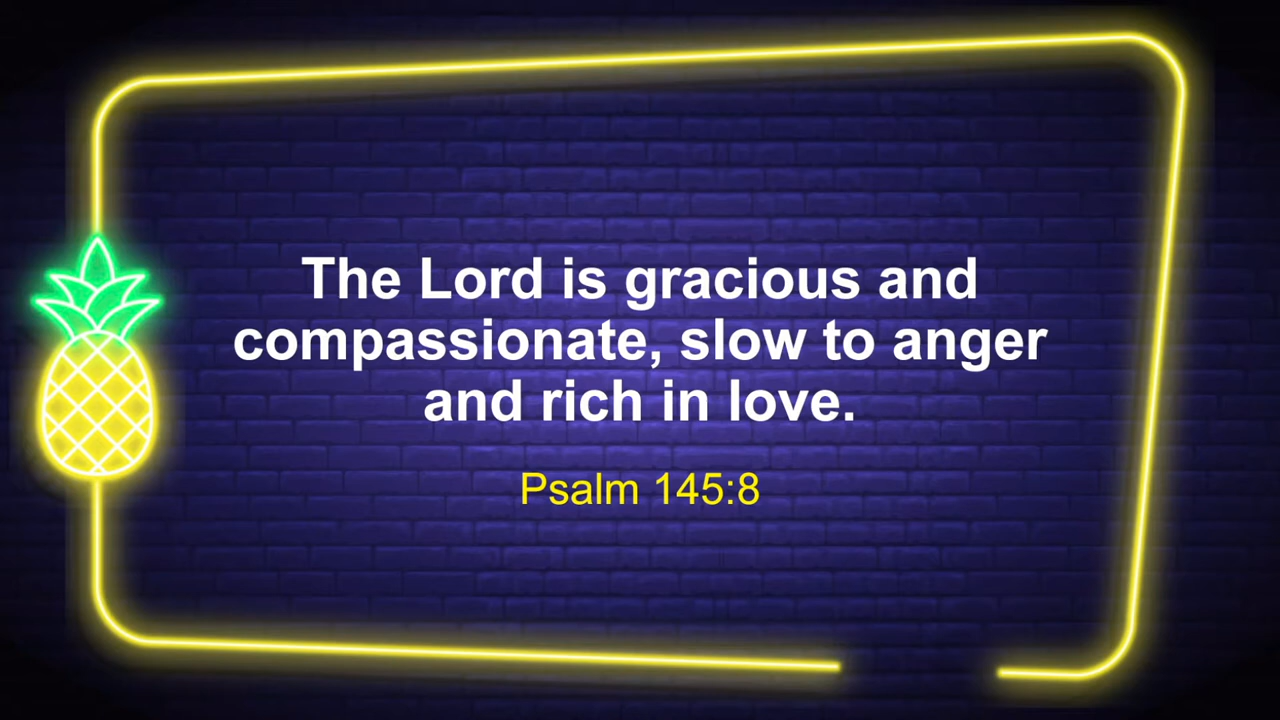 The Lord is gracious and
compassionate, slow to anger
and rich in love.
Psalm 145:8